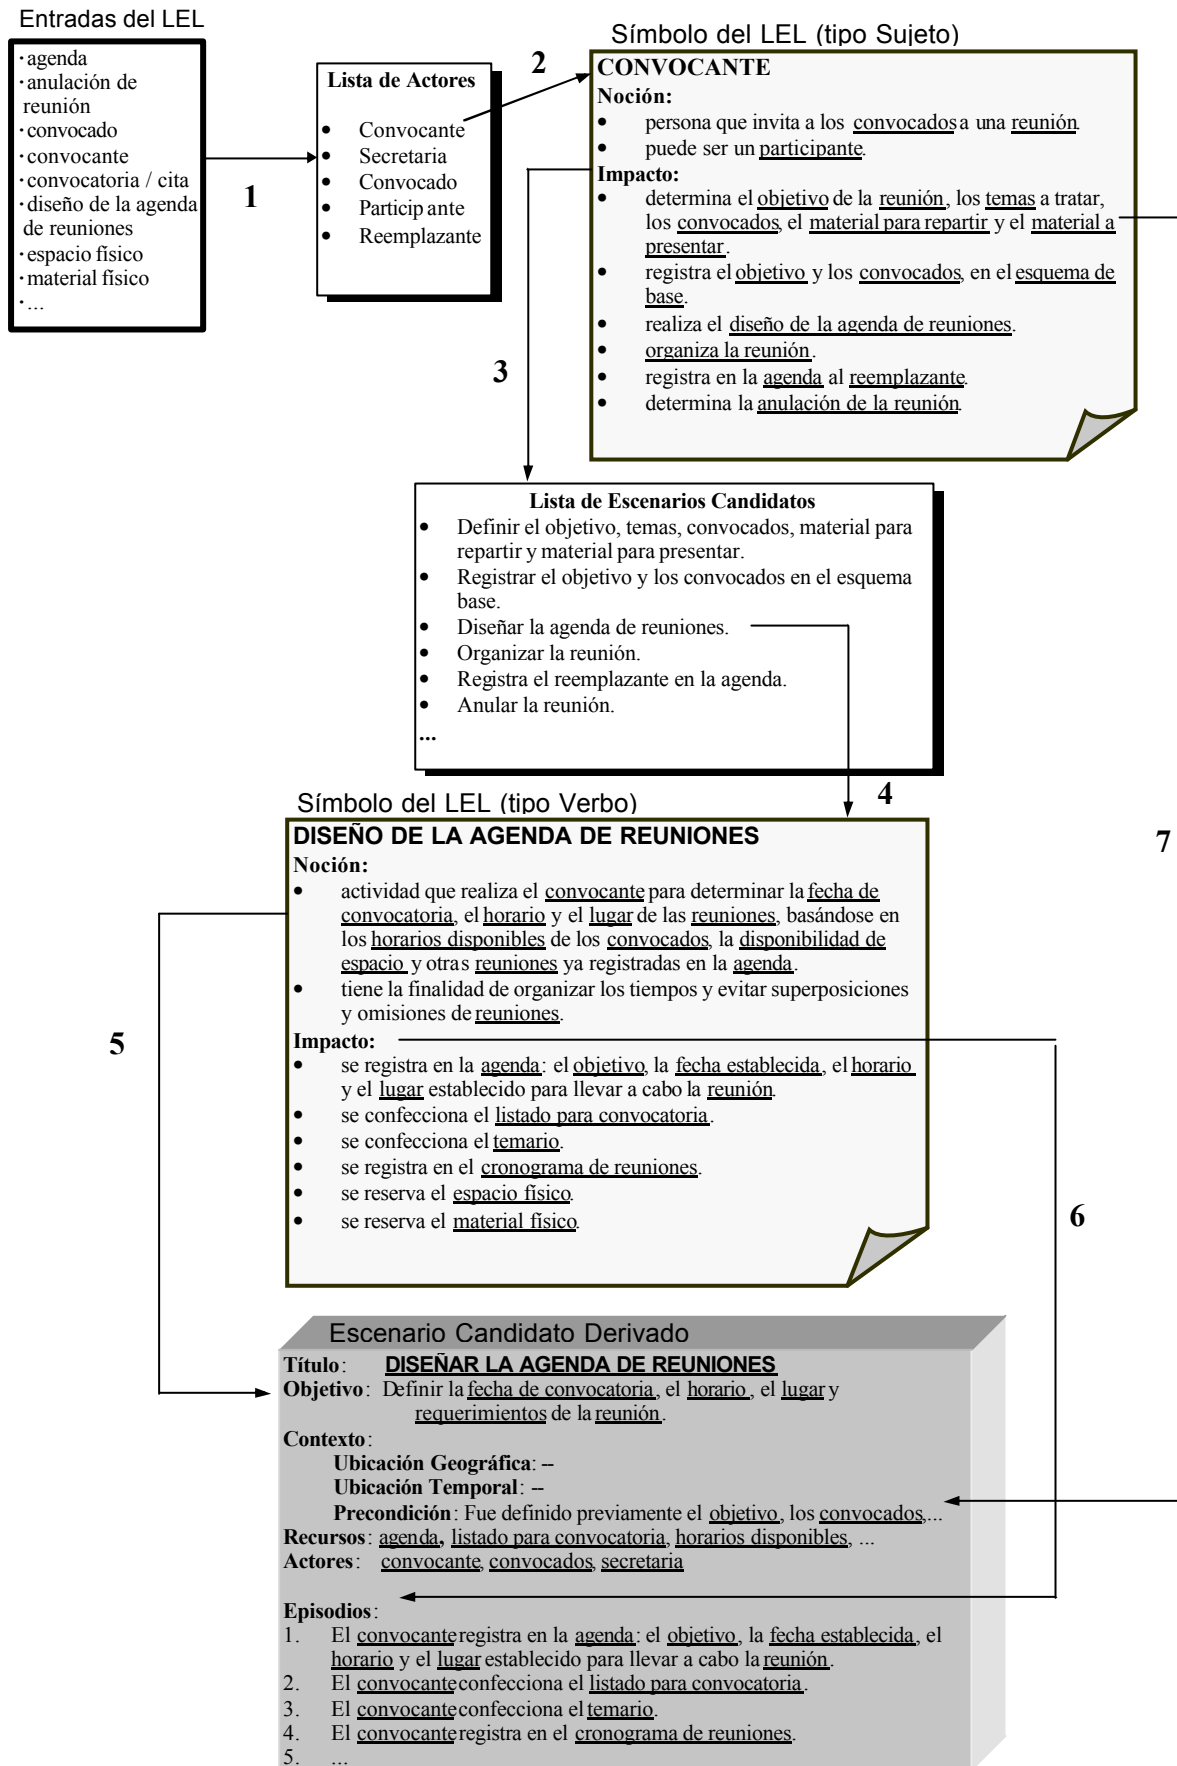 Entradas del LEL
·agenda
·anulación de
reunión
·convocado
·convocante
·convocatoria / cita
·diseño de la agenda
de reuniones
·espacio físico
·material físico
·...
1
Lista de Actores
• Convocante
• Secretaria
• Convocado
• Particip ante
• Reemplazante
2
Símbolo del LEL (tipo Sujeto)
CONVOCANTE
Noción:
• persona que invita a los convocados a una reunión.
• puede ser un participante.
Impacto:
• determina el objetivo de la reunión, los temas a tratar,
los convocados, el material para repartir y el material a
presentar.
• registra el objetivo y los convocados, en el esquema de
base.
• realiza el diseño de la agenda de reuniones.
• organiza la reunión.
• registra en la agenda al reemplazante.
• determina la anulación de la reunión.
3
Lista de Escenarios Candidatos
• Definir el objetivo, temas, convocados, material para
repartir y material para presentar.
• Registrar el objetivo y los convocados en el esquema
base.
• Diseñar la agenda de reuniones.
• Organizar la reunión.
• Registra el reemplazante en la agenda.
• Anular la reunión.
...
4
Símbolo del LEL (tipo Verbo)
DISEÑO DE LA AGENDA DE REUNIONES
Noción:
• actividad que realiza el convocante para determinar la fecha de
convocatoria, el horario y el lugar de las reuniones, basándose en
los horarios disponibles de los convocados, la disponibilidad de
espacio y otras reuniones ya registradas en la agenda.
• tiene la finalidad de organizar los tiempos y evitar superposiciones
y omisiones de reuniones.
Impacto:
• se registra en la agenda: el objetivo, la fecha establecida, el horario
y el lugar establecido para llevar a cabo la reunión.
• se confecciona el listado para convocatoria.
• se confecciona el temario.
• se registra en el cronograma de reuniones.
• se reserva el espacio físico.
• se reserva el material físico.
5
6
7
Escenario Candidato Derivado
Título: DISEÑAR LA AGENDA DE REUNIONES
Objetivo: Definir la fecha de convocatoria, el horario, el lugar y
requerimientos de la reunión.
Contexto:
Ubicación Geográfica: --
Ubicación Temporal: --
Precondición: Fue definido previamente el objetivo, los convocados,...
Recursos: agenda, listado para convocatoria, horarios disponibles, ...
Actores: convocante, convocados, secretaria
Episodios:
1. El convocante registra en la agenda: el objetivo, la fecha establecida, el
horario y el lugar establecido para llevar a cabo la reunión.
2. El convocante confecciona el listado para convocatoria.
3. El convocante confecciona el temario.
4. El convocante registra en el cronograma de reuniones.
5. ...